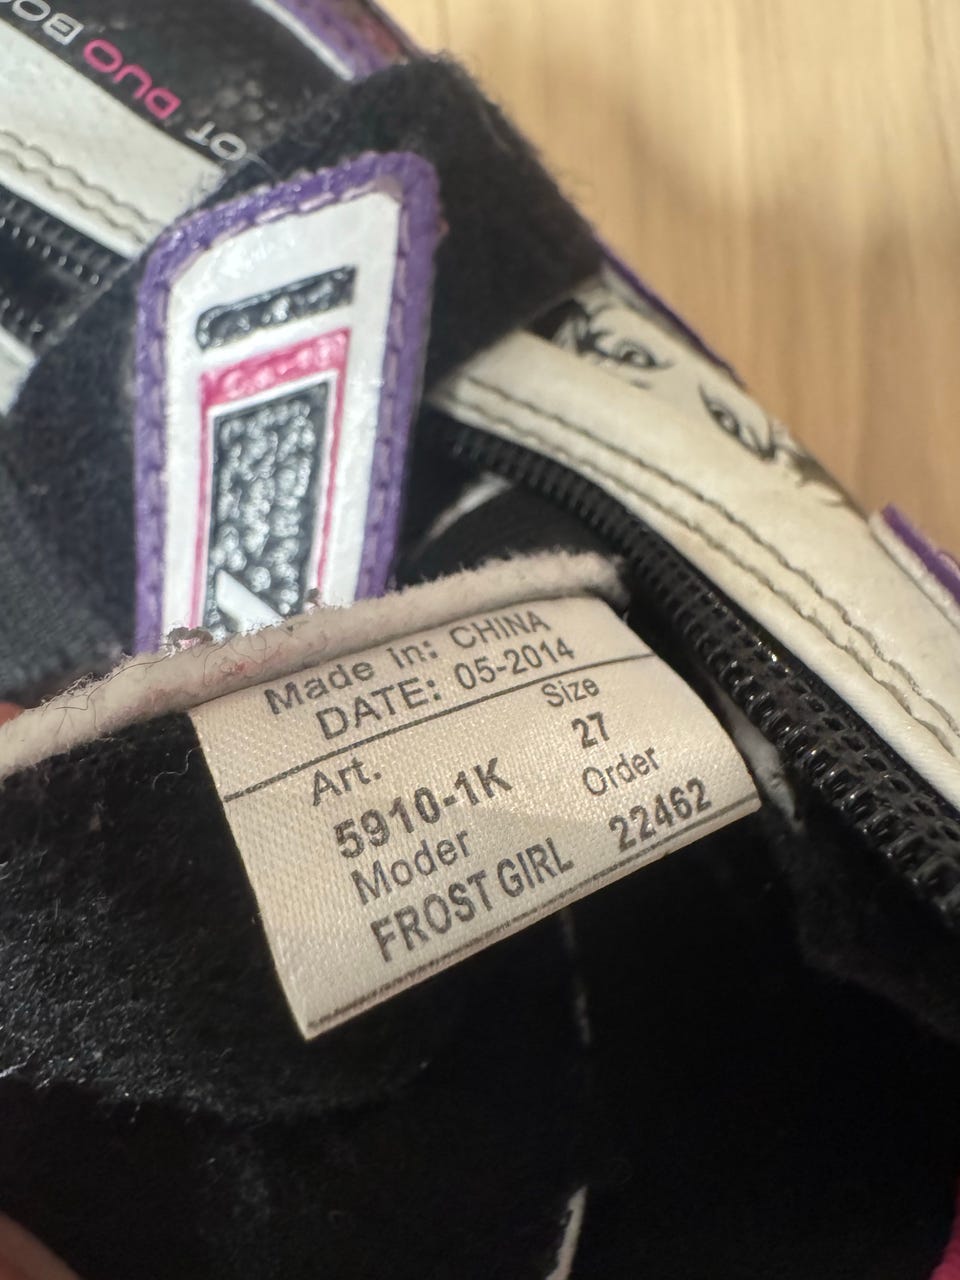 DUO
Made in: CHINA
DATE: 05-2014
Art.
5910-1K
Moder
FROST GIRL
Size
27
Order
22462